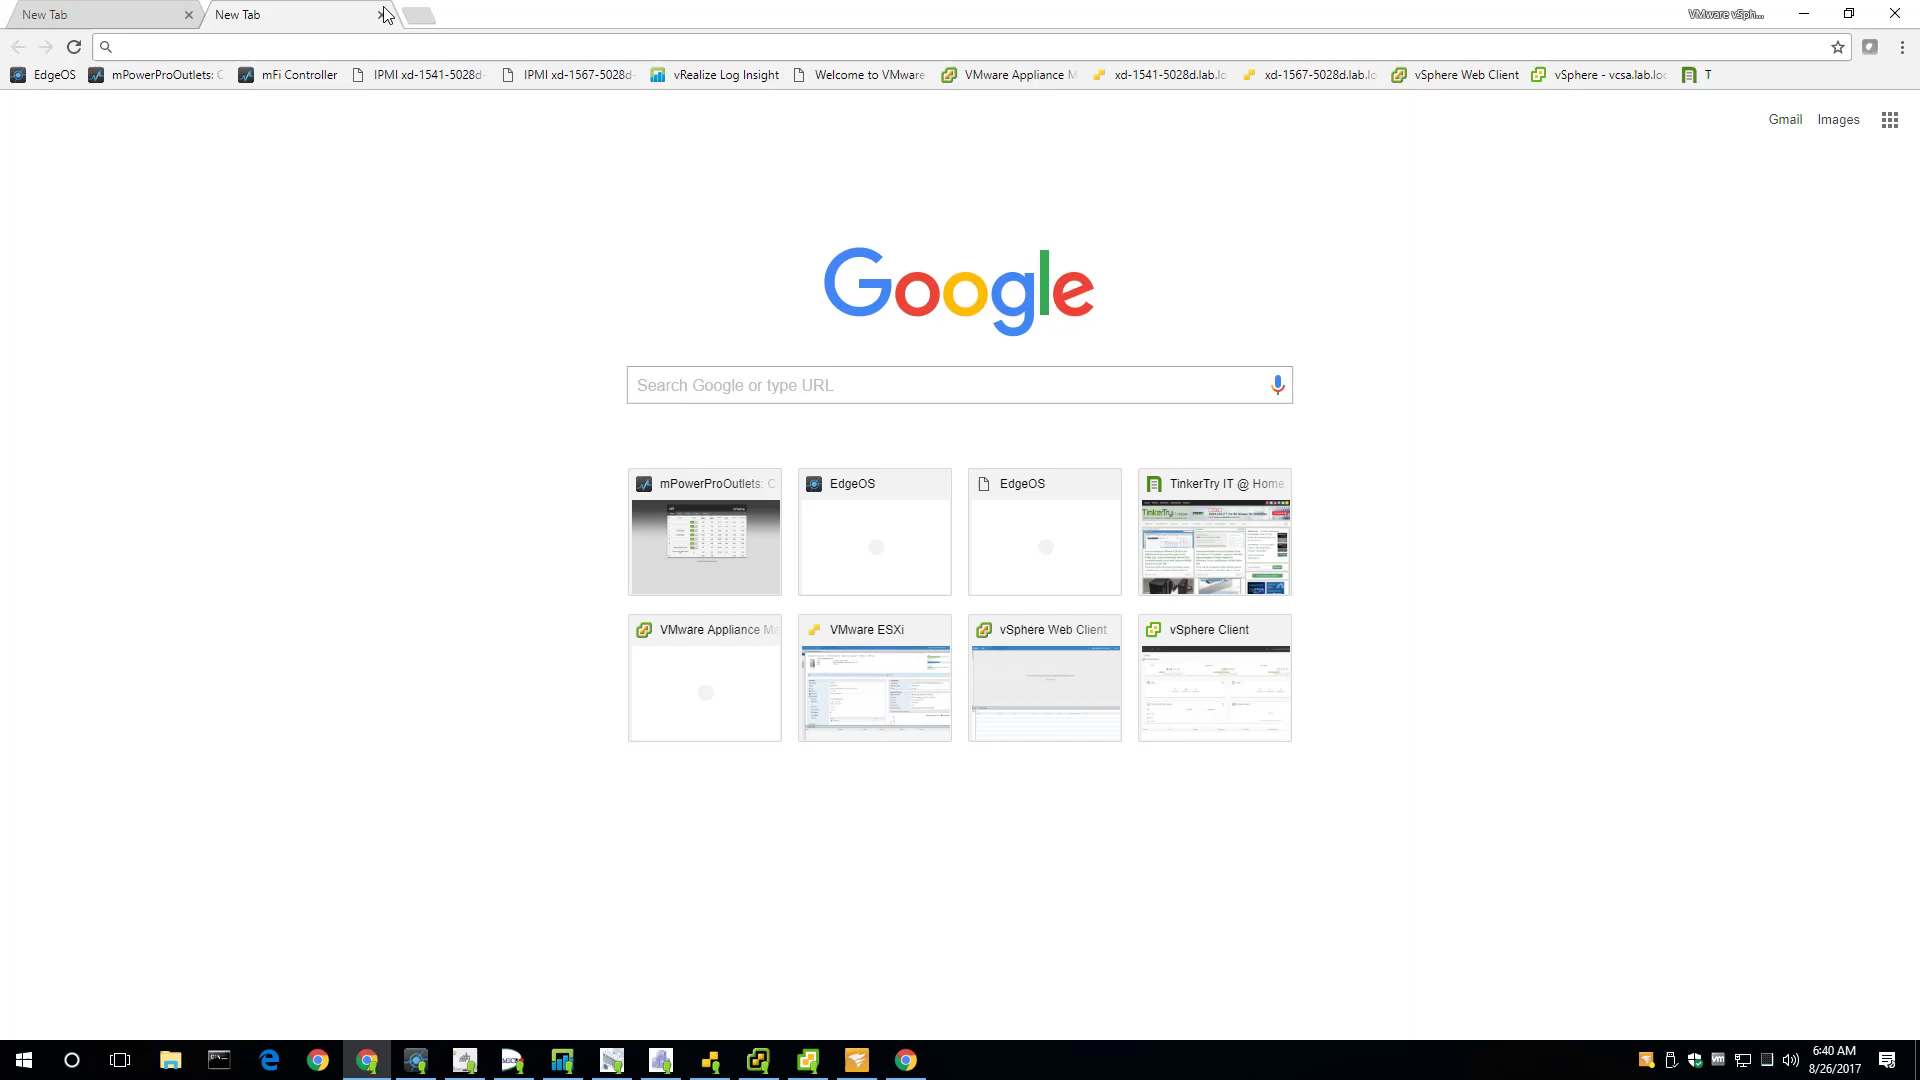 New Tab
New Tab
VMware vSph...
EdgeOS
mPowerProOutlets: C
mFi Controller
IPMI xd-1541-5028d-
IPMI xd-1567-5028d-
vRealize Log Insight
Welcome to VMware
VMware Appliance M
xd-1541-5028d.lab.lo
xd-1567-5028d.lab.lo
vSphere Web Client
vSphere - vcsa.lab.loc
T
Gmail
Images
Google
Search Google or type URL
mPowerProOutlets: C
EdgeOS
EdgeOS
TinkerTry IT @ Home
TinkerTry
VMware Appliance Ma
VMware ESXi
vSphere Web Client
vSphere Client
6:40 AM
8/26/2017